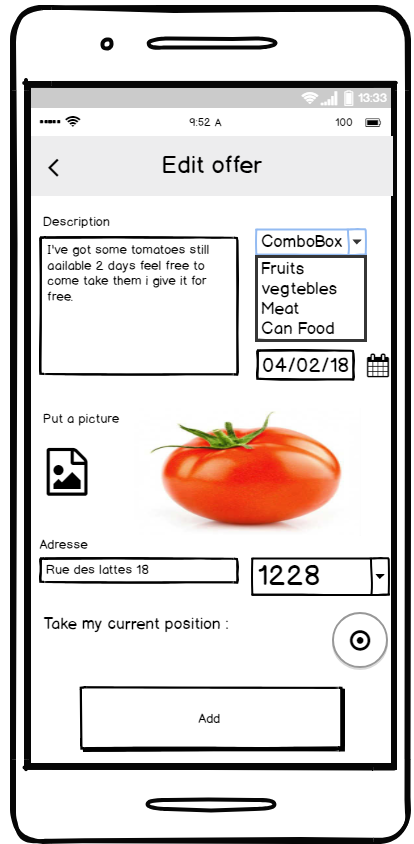 13:33
9:52 A
100
Edit offer
Description
I've got some tomatoes still
aailable 2 days feel free to
come take them i give it for
free.
ComboBox
Fruits
vegtebles
Meat
Can Food
04/02/18
Put a picture
Adresse
Rue des lattes 18
1228
Take my current position :
Add